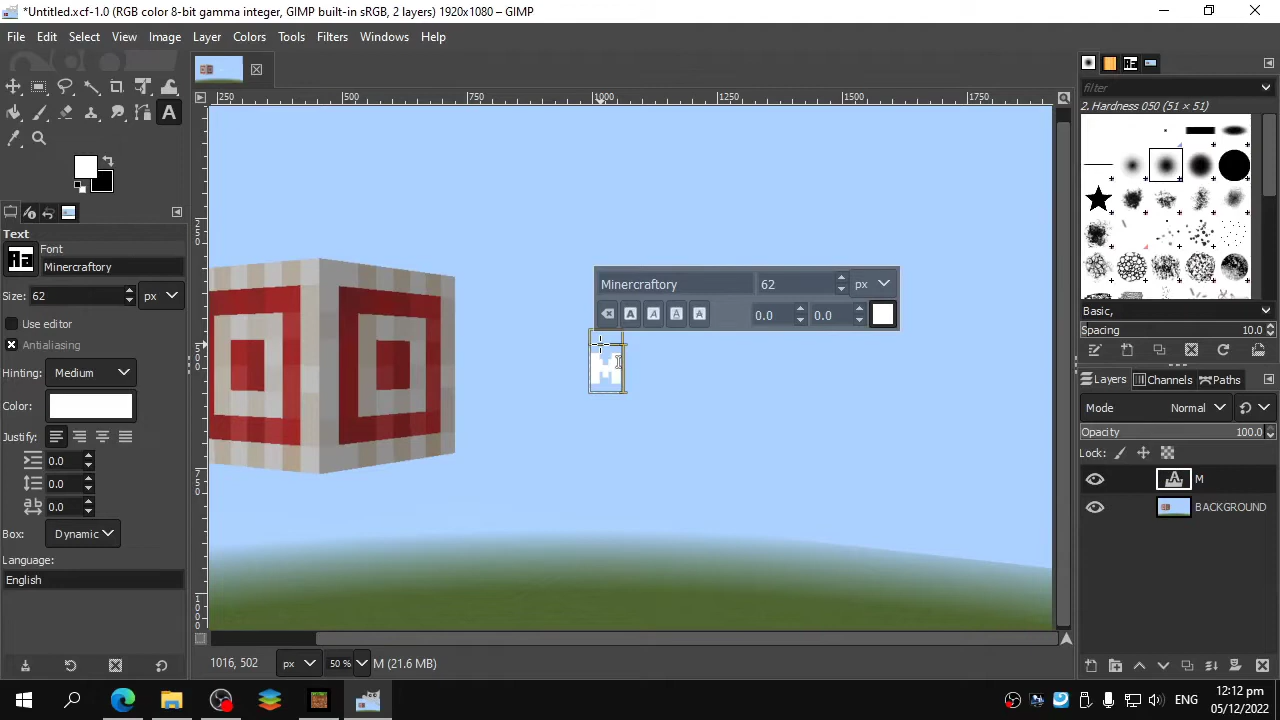 *Untitled.xcf-1.0 (RGB color 8-bit gamma integer, GIMP built-in sRGB, 2 layers) 1920x1080 – GIMP
File Edit Select View Image Layer Colors Tools Filters Windows Help
250 500 750 1000 1250 1500 1750
filter
2. Hardness 050 (51 × 51)
Text
Font
Minercraftory
Size: 62 px
Use editor
Antialiasing
Hinting: Medium
Color:
Justify:
0.0
0.0
0.0
Box: Dynamic
Language:
English
250
500
750
1000
Minercraftory 62 px
0.0 0.0
M
Basic,
Spacing 10.0
Layers Channels Paths
Mode Normal
Opacity 100.0
Lock:
M
BACKGROUND
1016, 502 px 50 % M (21.6 MB)
ENG
12:12 pm
05/12/2022